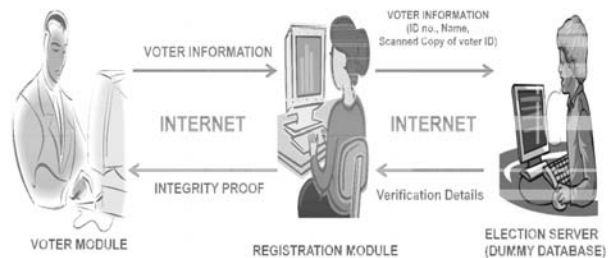 VOTER INFORMATION
(ID no., Name,
Scanned Copy of voter ID)
VOTER INFORMATION
INTERNET
INTERNET
INTEGRITY PROOF
Verification Details
VOTER MODULE
REGISTRATION MODULE
ELECTION SERVER
(DUMMY DATABASE)